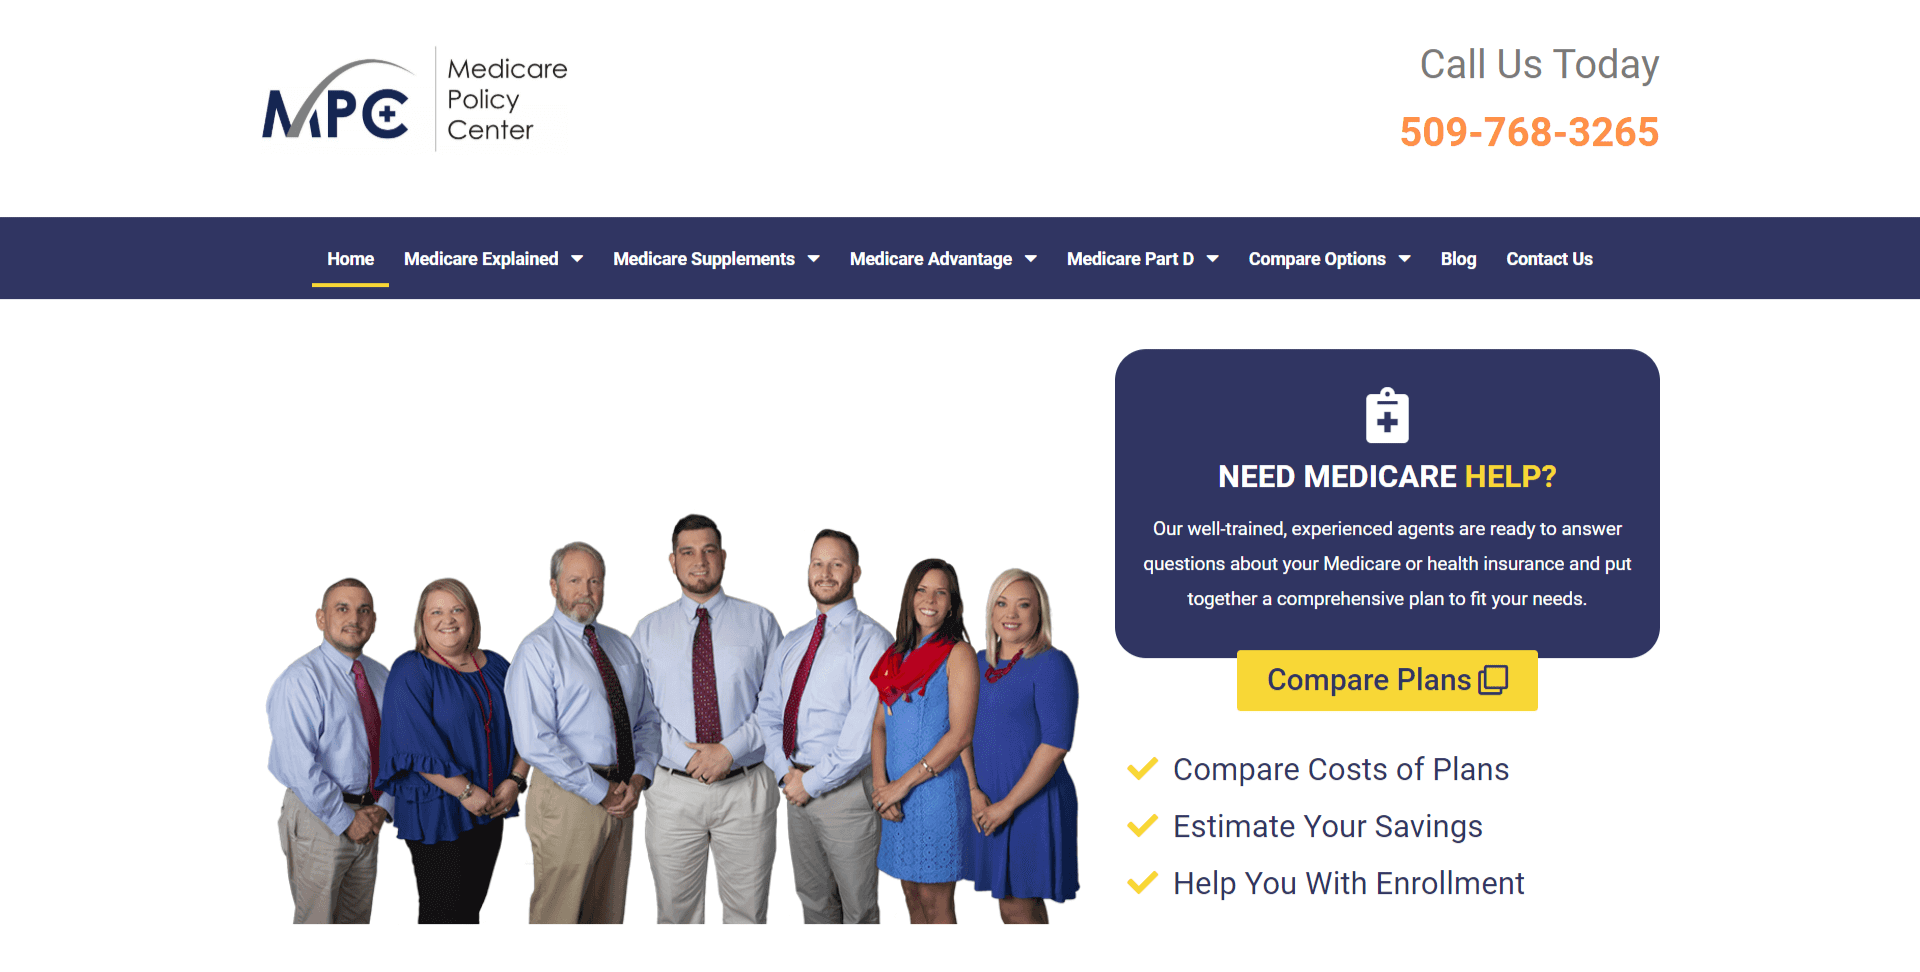 MPC
Medicare
Policy
Center
Call Us Today
509-768-3265
Home Medicare Explained Medicare Supplements Medicare Advantage Medicare Part D Compare Options Blog Contact Us
NEED MEDICARE HELP?
Our well-trained, experienced agents are ready to answer
questions about your Medicare or health insurance and put
together a comprehensive plan to fit your needs.
Compare Plans
Compare Costs of Plans
Estimate Your Savings
Help You With Enrollment